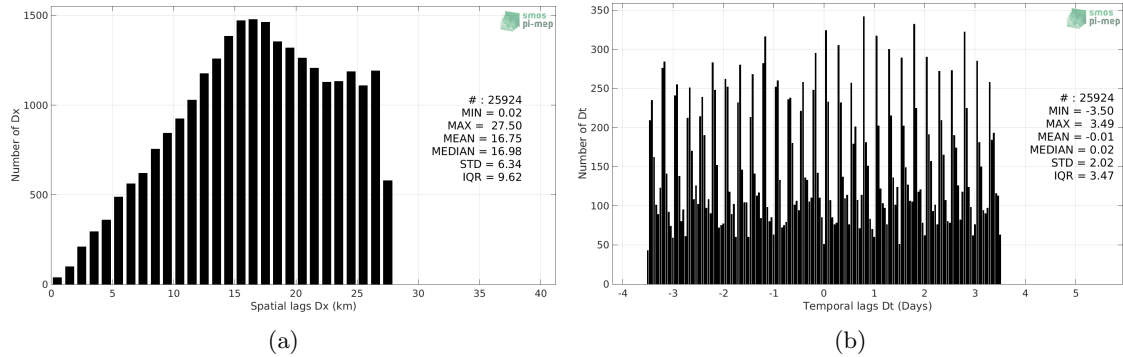 smos
pi-mep
Number of Dx
1500
1000
500
0
# : 25924
MIN = 0.02
MAX = 27.50
MEAN = 16.75
MEDIAN = 16.98
STD = 6.34
IQR = 9.62
0 5 10 15 20 25 30 35 40
Spatial lags Dx (km)
(a)
smos
pi-mep
Number of Dt
350
300
250
200
150
100
50
0
# : 25924
MIN = -3.50
MAX = 3.49
MEAN = -0.01
MEDIAN = 0.02
STD = 2.02
IQR = 3.47
-4 -3 -2 -1 0 1 2 3 4 5
Temporal lags Dt (Days)
(b)